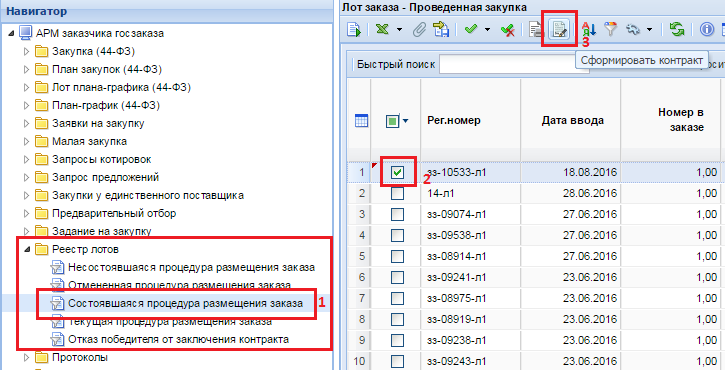 Навигатор
АРМ заказчика госзаказа
Закупка (44-ФЗ)
План закупок (44-ФЗ)
Лот плана-графика (44-ФЗ)
План-график (44-ФЗ)
Заявки на закупку
Малая закупка
Запросы котировок
Запрос предложений
Закупки у единственного поставщика
Предварительный отбор
Задание на закупку
Реестр лотов
Несостоявшаяся процедура размещения заказа
Отмененная процедура размещения заказа
Состоявшаяся процедура размещения заказа
1
Текущая процедура размещения заказа
Отказ победителя от заключения контракта
Протоколы
Лот заказа - Проведенная закупка
3
Сформировать контракт
Быстрый поиск
Рег.номер Дата ввода Номер в заказе
2
1 зз-10533-л1 18.08.2016 1,00
2 14-л1 28.06.2016 1,00
3 зз-09074-л1 27.06.2016 1,00
4 зз-09538-л1 27.06.2016 1,00
5 зз-08914-л1 27.06.2016 1,00
6 зз-09241-л1 23.06.2016 1,00
7 зз-08975-л1 23.06.2016 1,00
8 зз-08919-л1 23.06.2016 1,00
9 зз-09238-л1 23.06.2016 1,00
10 зз-09243-л1 23.06.2016 1,00